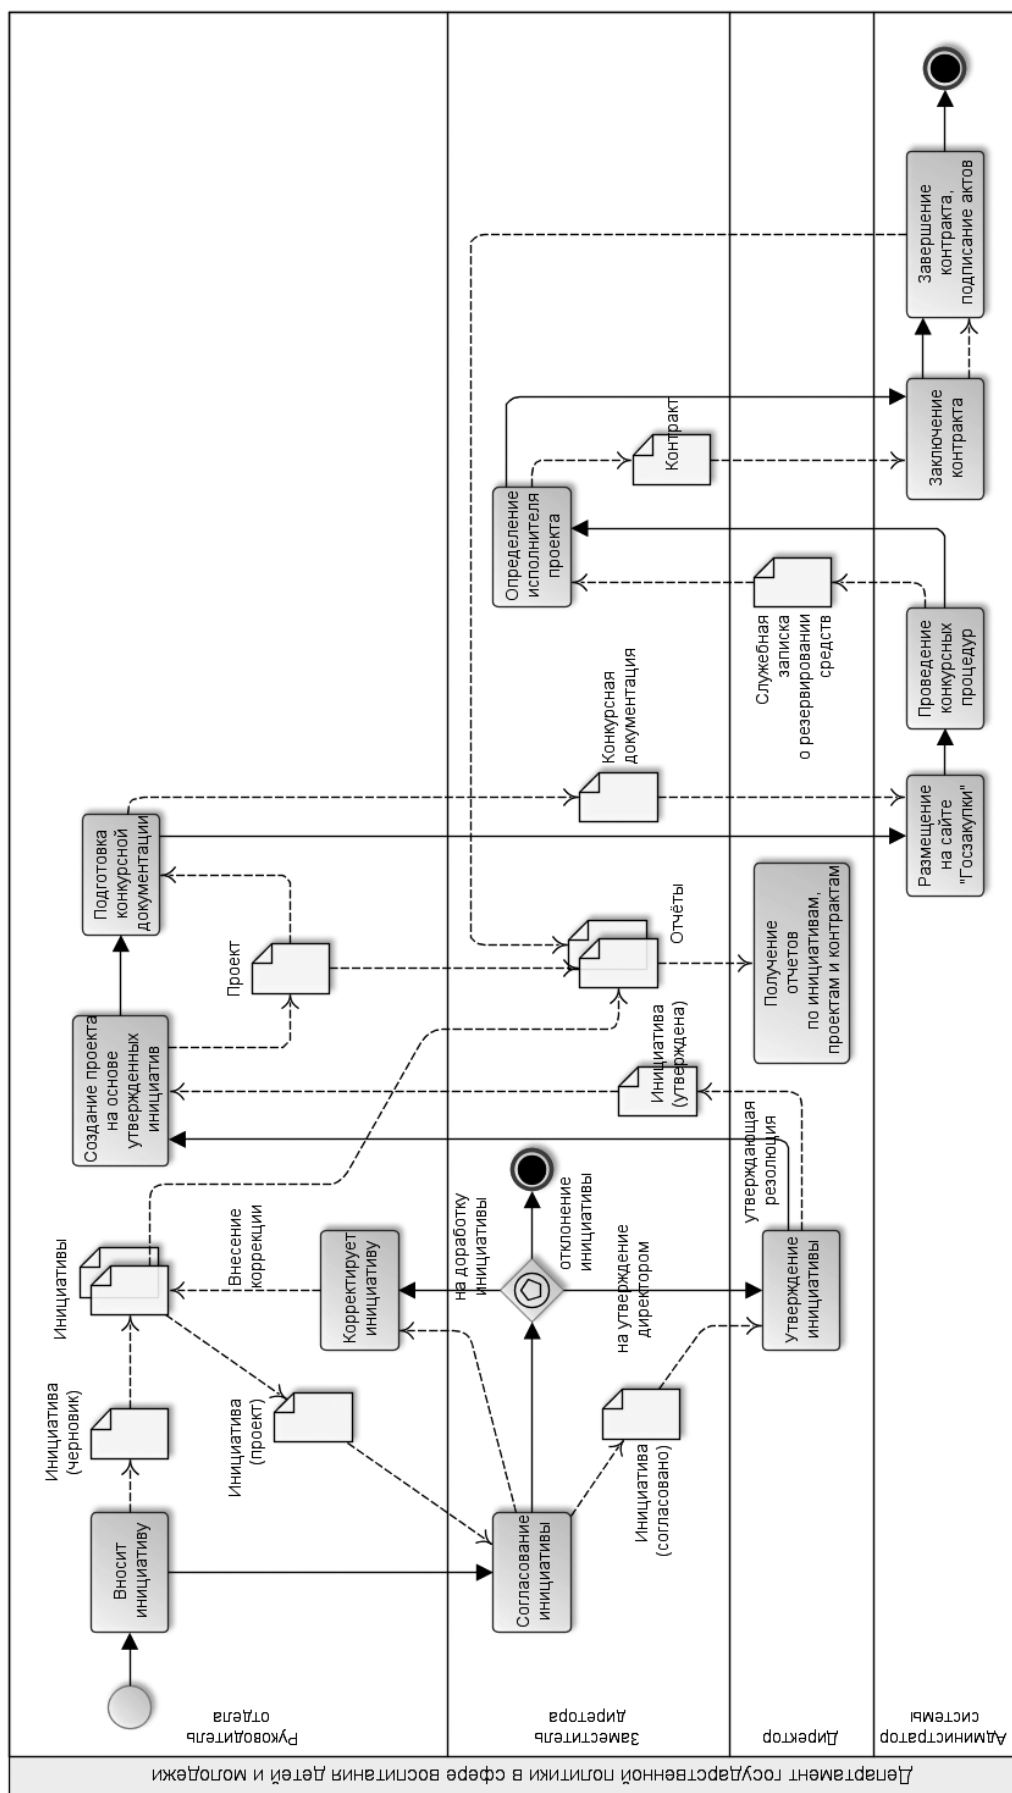 Департамент государственной политики в сфере воспитания детей и молодежи
Руководитель
отдела
Заместитель
диретора
Директор
Администратор
системы
Вносит
инициативу
Инициатива
(черновик)
Инициативы
Инициатива
(проект)
Внесение
коррекции
Корректирует
инициативу
Создание проекта
на основе
утвержденных
инициатив
Проект
Подготовка
конкурсной
документации
Согласование
инициативы
Инициатива
(согласовано)
на доработку
инициативы
отклонение
инициативы
на утверждение
директором
Инициатива
(утверждена)
Отчёты
Конкурсная
документация
Определение
исполнителя
проекта
Контракт
Утверждение
инициативы
утверждающая
резолюция
Получение
отчетов
по инициативам,
проектам и контрактам
Служебная
записка
о резервировании
средств
Размещение
на сайте
"Госзакупки"
Проведение
конкурсных
процедур
Заключение
контракта
Завершение
контракта,
подписание актов